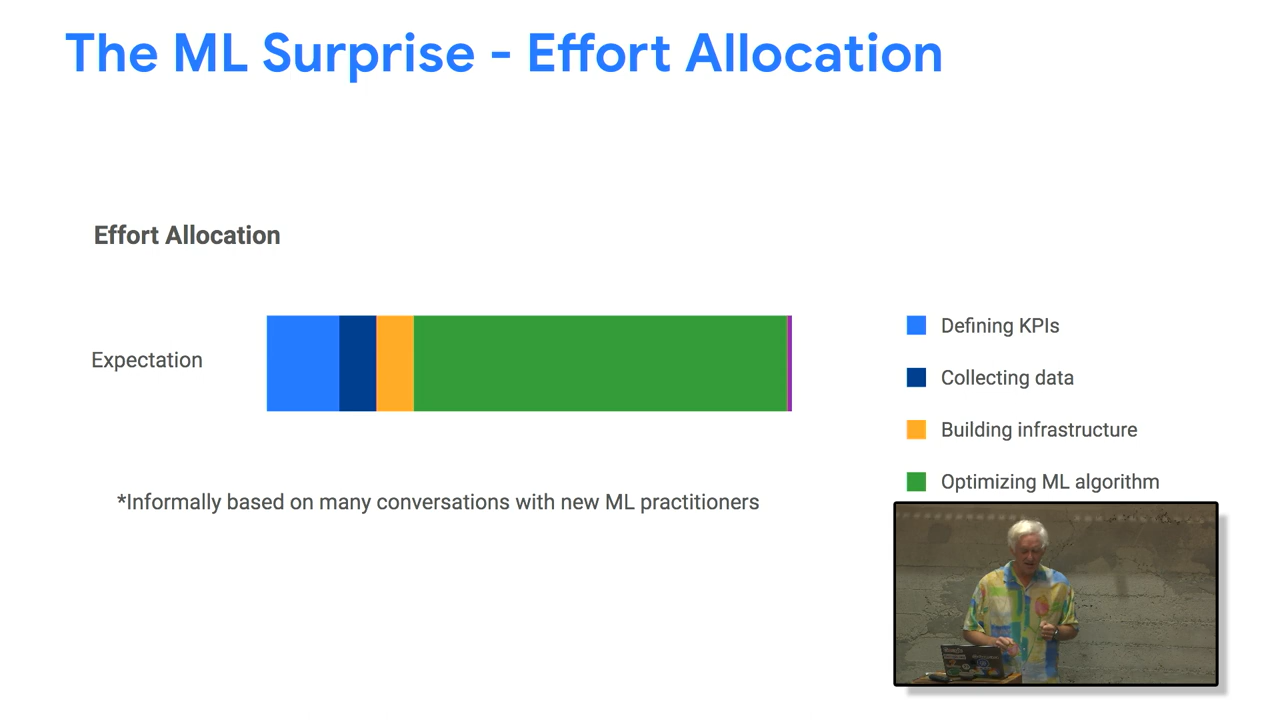 The ML Surprise - Effort Allocation
Effort Allocation
Expectation
Defining KPIs
Collecting data
Building infrastructure
Optimizing ML algorithm
*Informally based on many conversations with new ML practitioners